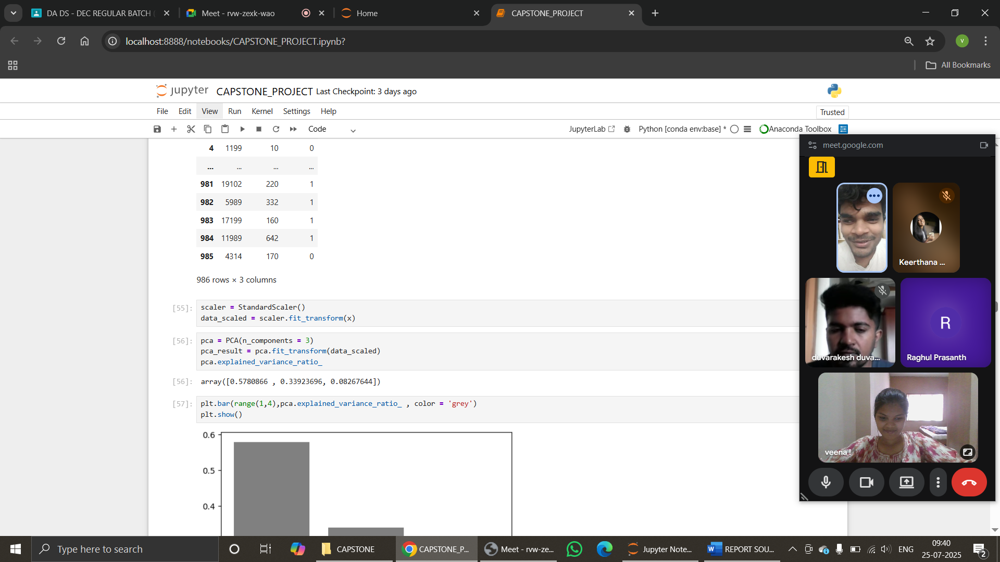 DA DS - DEC REGULAR BATCH (
Meet - rvw-zexk-wao
Home
CAPSTONE_PROJECT
localhost:8888/notebooks/CAPSTONE_PROJECT.ipynb?
V
All Bookmarks
jupyter CAPSTONE_PROJECT Last Checkpoint: 3 days ago
File Edit View Run Kernel Settings Help
Trusted
Code
JupyterLab
Python [conda env:base] *
Anaconda Toolbox
4 1199 10 0
... ... ... ...
981 19102 220 1
982 5989 332 1
983 17199 160 1
984 11989 642 1
985 4314 170 0
986 rows × 3 columns
[55]: scaler = StandardScaler()
data_scaled = scaler.fit_transform(x)
[56]: pca = PCA(n_components = 3)
pca_result = pca.fit_transform(data_scaled)
pca.explained_variance_ratio_
[56]: array([0.5780866 , 0.33923696, 0.08267644])
[57]: plt.bar(range(1,4),pca.explained_variance_ratio_ , color = 'grey')
plt.show()
0.6
0.5
0.4
meet.google.com
Keerthana ...
duvarakesh duva...
R
Raghul Prasanth
veena !
Type here to search
CAPSTONE
CAPSTONE_P...
Meet - rvw-ze...
Jupyter Note...
REPORT SOU...
ENG
09:40
25-07-2025
2